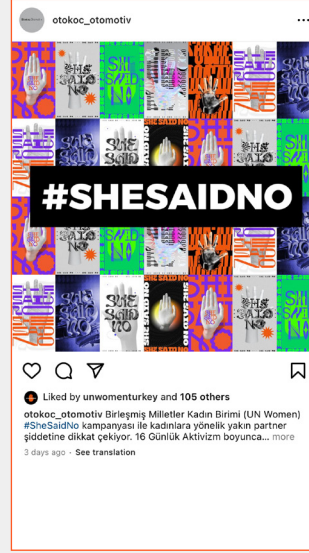 otokoc_otomotiv
#SHESAIDNO
Liked by unwomenturkey and 105 others
otokoc_otomotiv Birleşmiş Milletler Kadın Birimi (UN Women)
#SheSaidNo kampanyası ile kadınlara yönelik yakın partner
şiddetine dikkat çekiyor. 16 Günlük Aktivizm boyunca... more
3 days ago · See translation